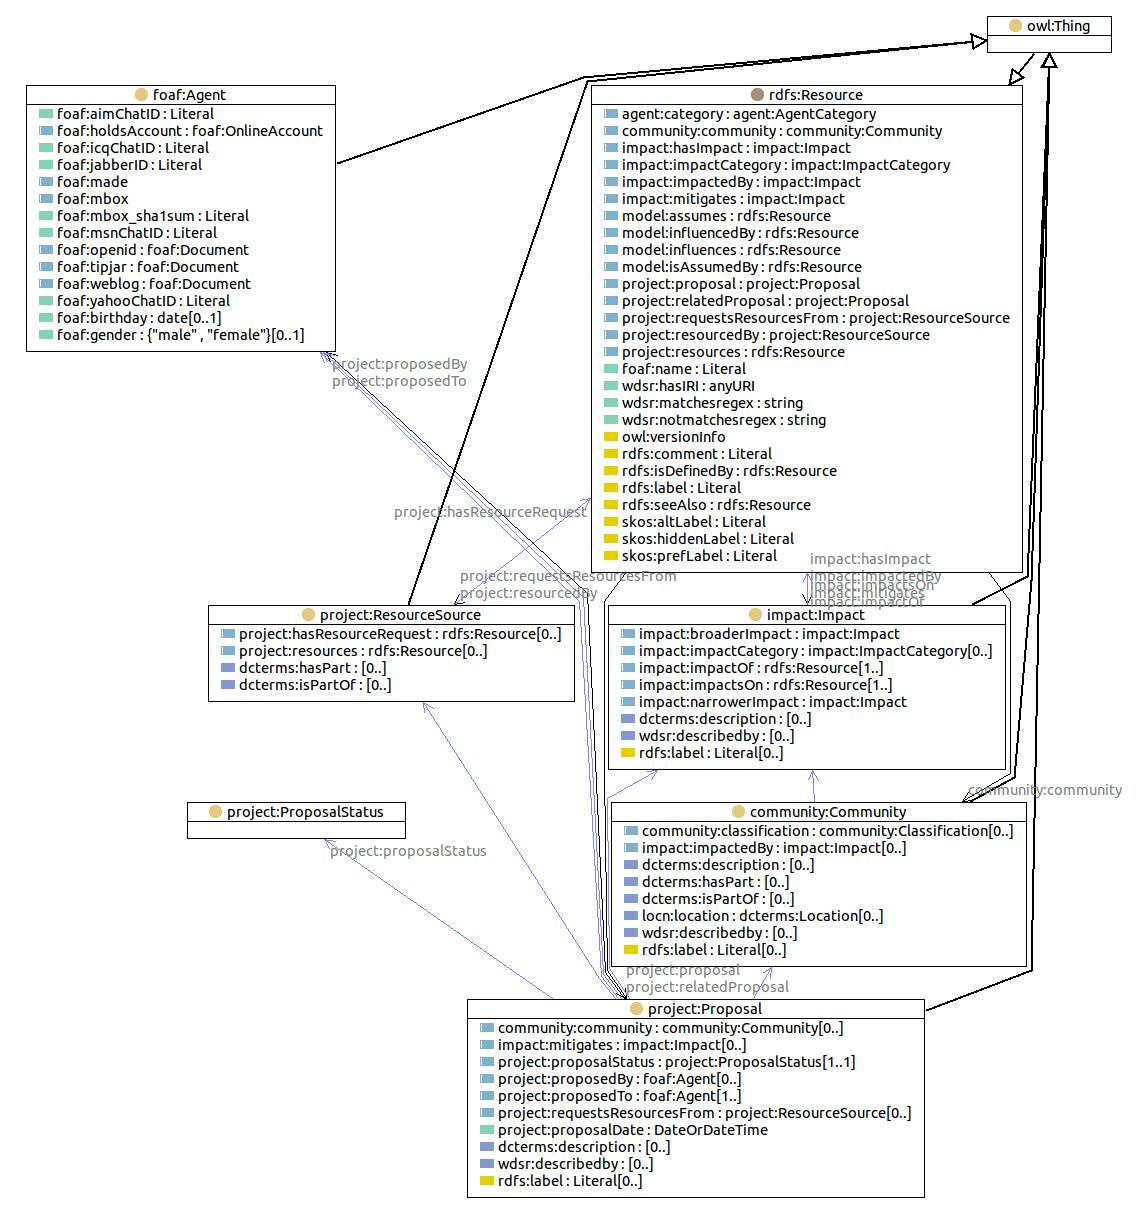 owl:Thing
foaf:Agent
foaf:aimChatID : Literal
foaf:holdsAccount : foaf:OnlineAccount
foaf:icqChatID : Literal
foaf:jabberID : Literal
foaf:made
foaf:mbox
foaf:mbox_sha1sum : Literal
foaf:msnChatID : Literal
foaf:openid : foaf:Document
foaf:tipjar : foaf:Document
foaf:weblog : foaf:Document
foaf:yahooChatID : Literal
foaf:birthday : date[0..1]
foaf:gender : {"male" , "female"}[0..1]
rdfs:Resource
agent:category : agent:AgentCategory
community:community : community:Community
impact:hasImpact : impact:Impact
impact:impactCategory : impact:ImpactCategory
impact:impactedBy : impact:Impact
impact:mitigates : impact:Impact
model:assumes : rdfs:Resource
model:influencedBy : rdfs:Resource
model:influences : rdfs:Resource
model:isAssumedBy : rdfs:Resource
project:proposal : project:Proposal
project:relatedProposal : project:Proposal
project:requestsResourcesFrom : project:ResourceSource
project:resourcedBy : project:ResourceSource
project:resources : rdfs:Resource
foaf:name : Literal
wdsr:hasIRI : anyURI
wdsr:matchesregex : string
wdsr:notmatchesregex : string
owl:versionInfo
rdfs:comment : Literal
rdfs:isDefinedBy : rdfs:Resource
rdfs:label : Literal
rdfs:seeAlso : rdfs:Resource
skos:altLabel : Literal
skos:hiddenLabel : Literal
skos:prefLabel : Literal
project:proposedBy
project:proposedTo
project:hasResourceRequest
project:requestsResourcesFrom
project:resourcedBy
impact:hasImpact
impact:impactedBy
impact:impactsOn
impact:mitigates
impact:impactOf
project:ResourceSource
project:hasResourceRequest : rdfs:Resource[0..]
project:resources : rdfs:Resource[0..]
dcterms:hasPart : [0..]
dcterms:isPartOf : [0..]
impact:Impact
impact:broaderImpact : impact:Impact
impact:impactCategory : impact:ImpactCategory[0..]
impact:impactOf : rdfs:Resource[1..]
impact:impactsOn : rdfs:Resource[1..]
impact:narrowerImpact : impact:Impact
dcterms:description : [0..]
wdsr:describedby : [0..]
rdfs:label : Literal[0..]
community:community
project:ProposalStatus
project:proposalStatus
community:Community
community:classification : community:Classification[0..]
impact:impactedBy : impact:Impact[0..]
dcterms:description : [0..]
dcterms:hasPart : [0..]
dcterms:isPartOf : [0..]
locn:location : dcterms:Location[0..]
wdsr:describedby : [0..]
rdfs:label : Literal[0..]
project:proposal
project:relatedProposal
project:Proposal
community:community : community:Community[0..]
impact:mitigates : impact:Impact[0..]
project:proposalStatus : project:ProposalStatus[1..1]
project:proposedBy : foaf:Agent[0..]
project:proposedTo : foaf:Agent[1..]
project:requestsResourcesFrom : project:ResourceSource[0..]
project:proposalDate : DateOrDateTime
dcterms:description : [0..]
wdsr:describedby : [0..]
rdfs:label : Literal[0..]